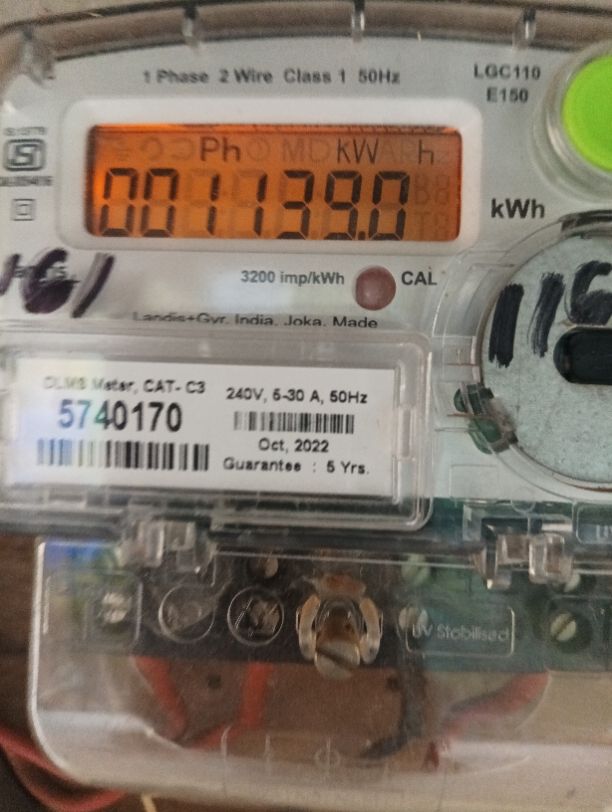 1 Phase 2 Wire Class 1 50Hz
LGC110
E150
Ph MD KW h
001139.0
kWh
3200 imp/kWh
CAL
Landis+Gyr, India, Joka, Made
116
DLMS Meter, CAT- C3
5740170
240V, 5-30 A, 50Hz
Oct, 2022
Guarantee : 5 Yrs.
UV Stabilised